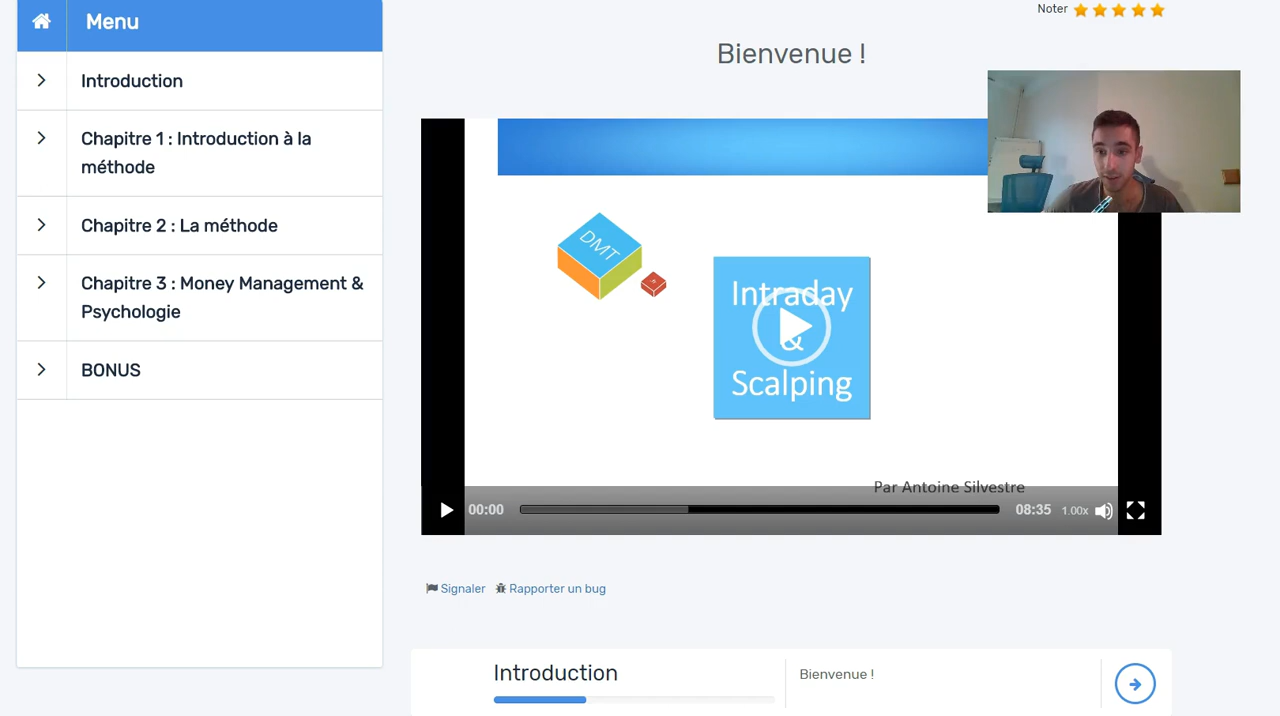 Menu
Introduction
Chapitre 1 : Introduction à la
méthode
Chapitre 2 : La méthode
Chapitre 3 : Money Management &
Psychologie
BONUS
Noter
Bienvenue !
DMT
Intraday
&
Scalping
Par Antoine Silvestre
00:00
08:35
1.00x
Signaler
Rapporter un bug
Introduction
Bienvenue !